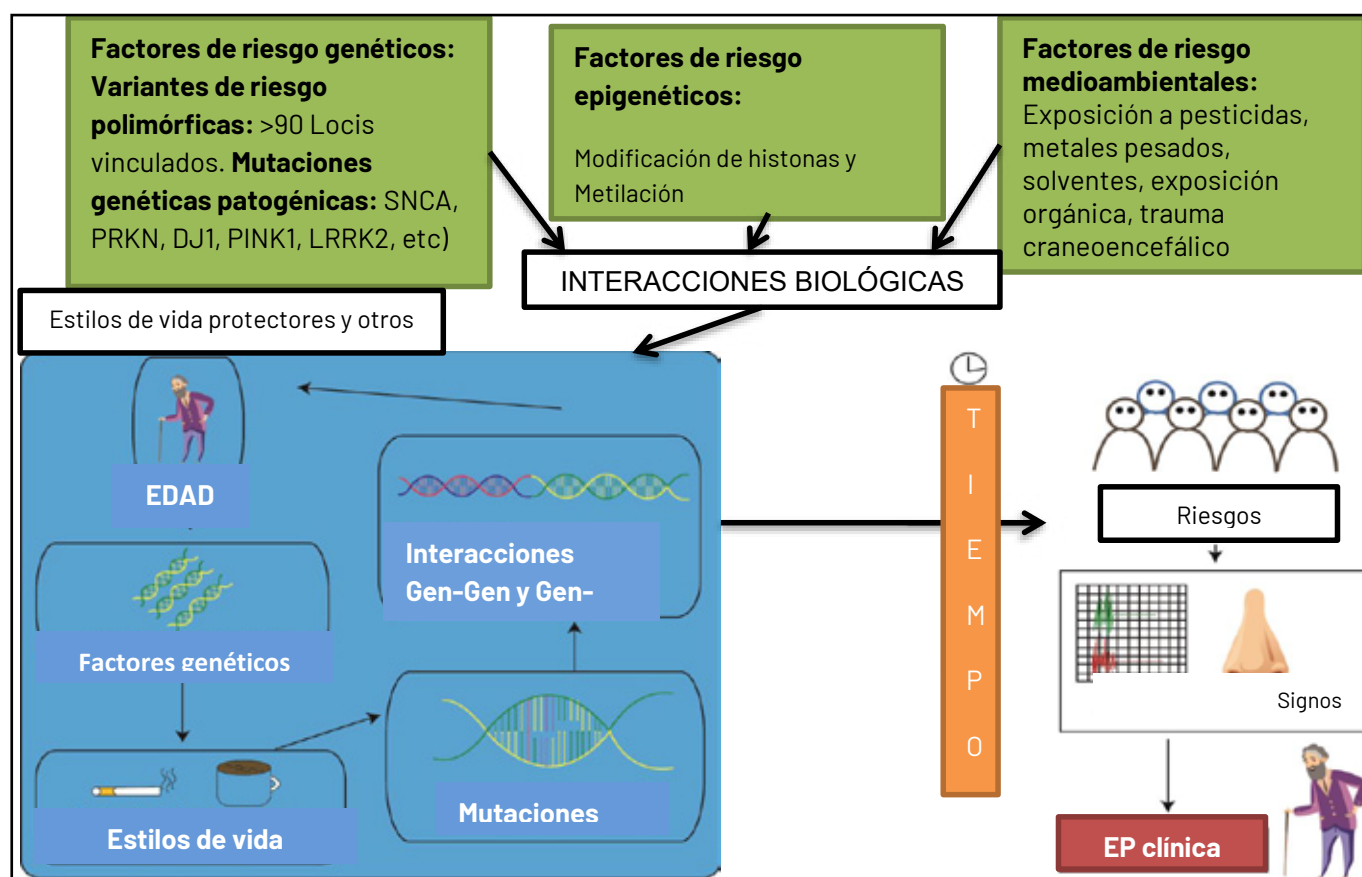 Factores de riesgo genéticos:
Variantes de riesgo
polimórficas: >90 Locis
vinculados. Mutaciones
genéticas patogénicas: SNCA,
PRKN, DJ1, PINK1, LRRK2, etc)
Factores de riesgo
epigenéticos:
Modificación de histonas y
Metilación
Factores de riesgo
medioambientales:
Exposición a pesticidas,
metales pesados,
solventes, exposición
orgánica, trauma
craneoencefálico
INTERACCIONES BIOLÓGICAS
Estilos de vida protectores y otros
EDAD
Factores genéticos
Estilos de vida
Mutaciones
Interacciones
Gen-Gen y Gen-
T
I
E
M
P
O
Riesgos
Signos
EP clínica